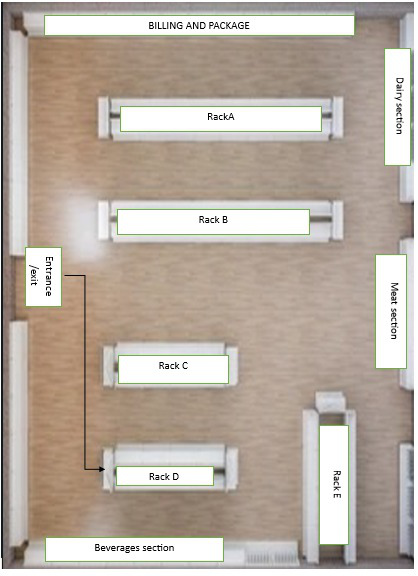 BILLING AND PACKAGE
RackA
Dairy section
Rack B
Entrance
/exit
Meat section
Rack C
Rack D
Rack E
Beverages section